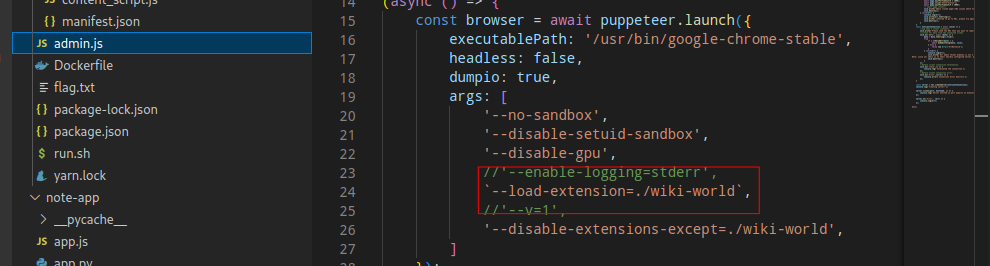 content_script.js
manifest.json
JS admin.js
Dockerfile
flag.txt
{ } package-lock.json
{ } package.json
$ run.sh
yarn.lock
note-app
__pycache__
JS app.js
app.py
14 (async () => {
15 const browser = await puppeteer.launch({
16 executablePath: '/usr/bin/google-chrome-stable',
17 headless: false,
18 dumpio: true,
19 args: [
20 '--no-sandbox',
21 '--disable-setuid-sandbox',
22 '--disable-gpu',
23 //'--enable-logging=stderr',
24 `--load-extension=./wiki-world`,
25 //'--v=1',
26 '--disable-extensions-except=./wiki-world',
27 ]
28 });